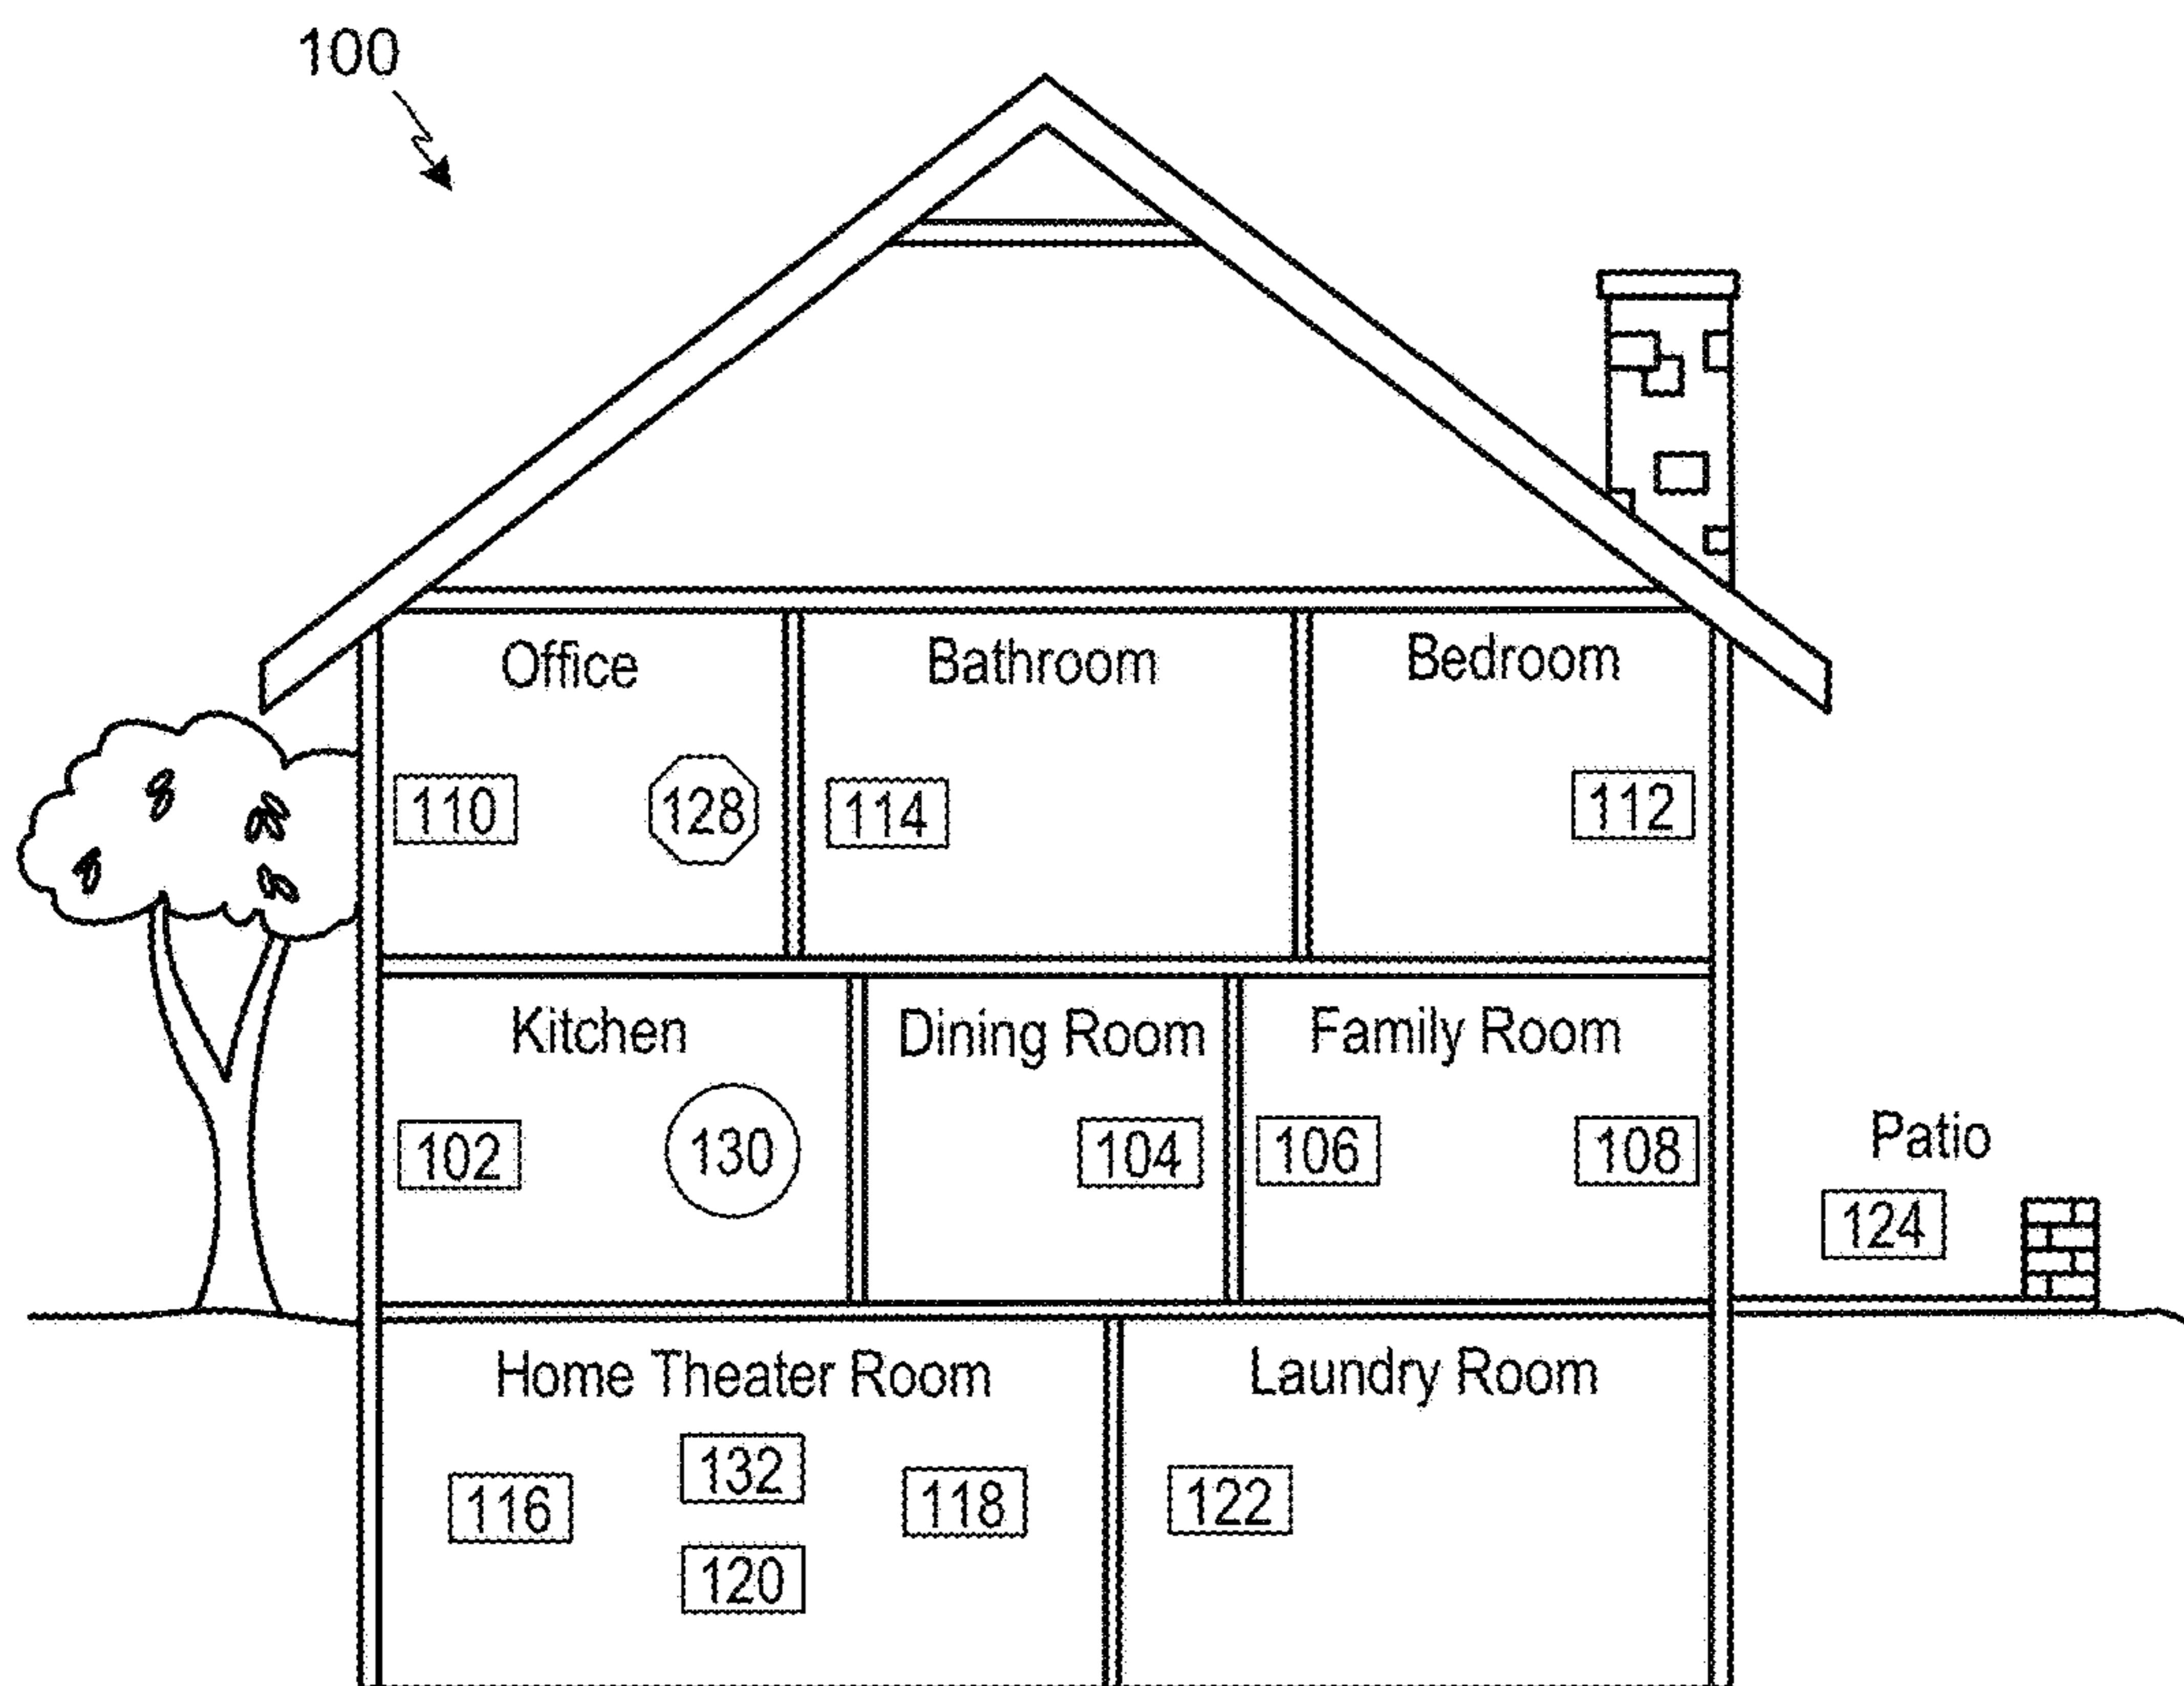 100
Office
Bathroom
Bedroom
110
128
114
112
Kitchen
Dining Room
Family Room
102
130
104
106
108
Patio
124
Home Theater Room
Laundry Room
132
116
118
122
120